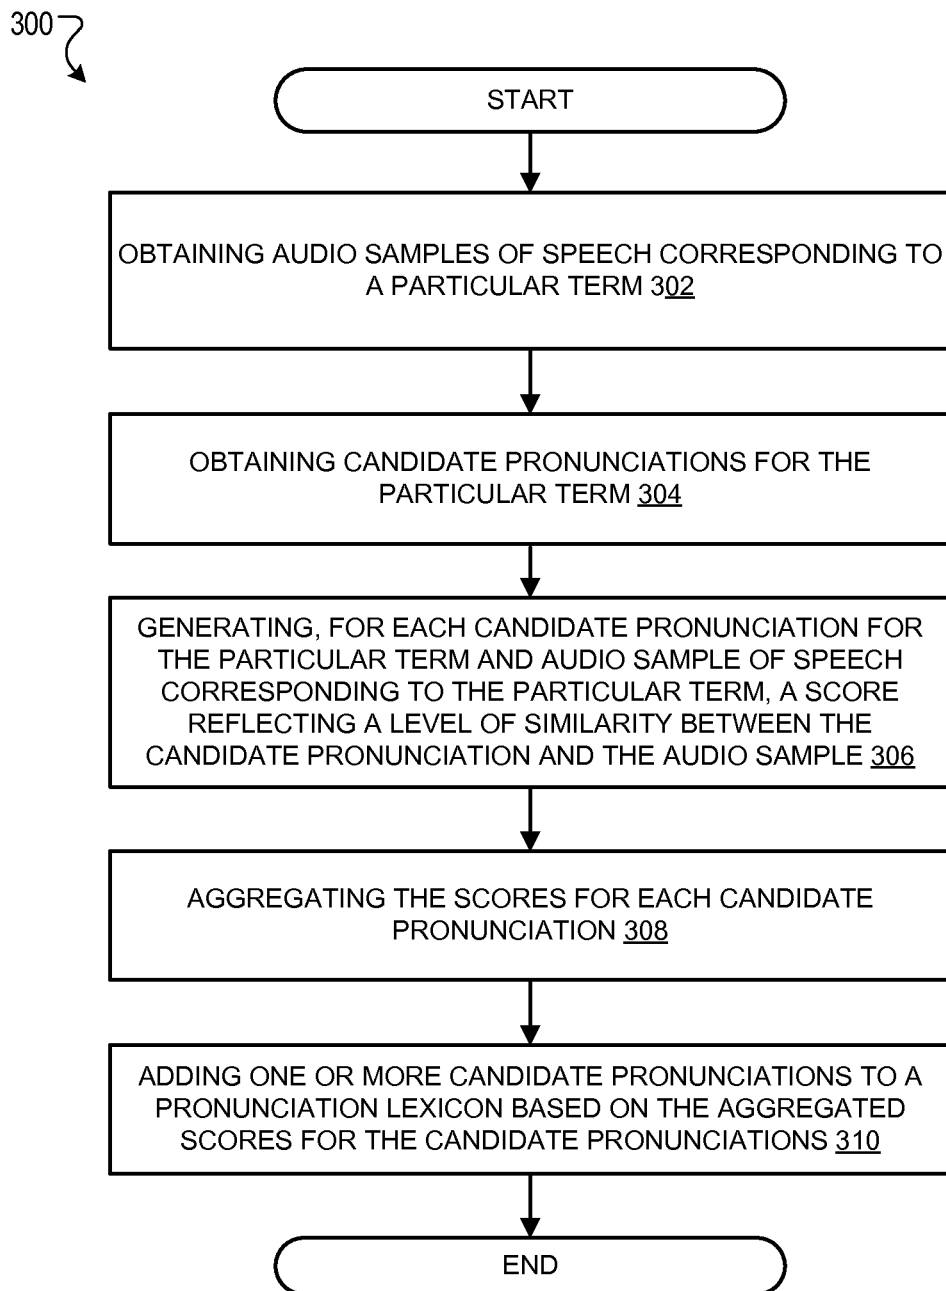 300
START
OBTAINING AUDIO SAMPLES OF SPEECH CORRESPONDING TO
A PARTICULAR TERM 302
OBTAINING CANDIDATE PRONUNCIATIONS FOR THE
PARTICULAR TERM 304
GENERATING, FOR EACH CANDIDATE PRONUNCIATION FOR
THE PARTICULAR TERM AND AUDIO SAMPLE OF SPEECH
CORRESPONDING TO THE PARTICULAR TERM, A SCORE
REFLECTING A LEVEL OF SIMILARITY BETWEEN THE
CANDIDATE PRONUNCIATION AND THE AUDIO SAMPLE 306
AGGREGATING THE SCORES FOR EACH CANDIDATE
PRONUNCIATION 308
ADDING ONE OR MORE CANDIDATE PRONUNCIATIONS TO A
PRONUNCIATION LEXICON BASED ON THE AGGREGATED
SCORES FOR THE CANDIDATE PRONUNCIATIONS 310
END